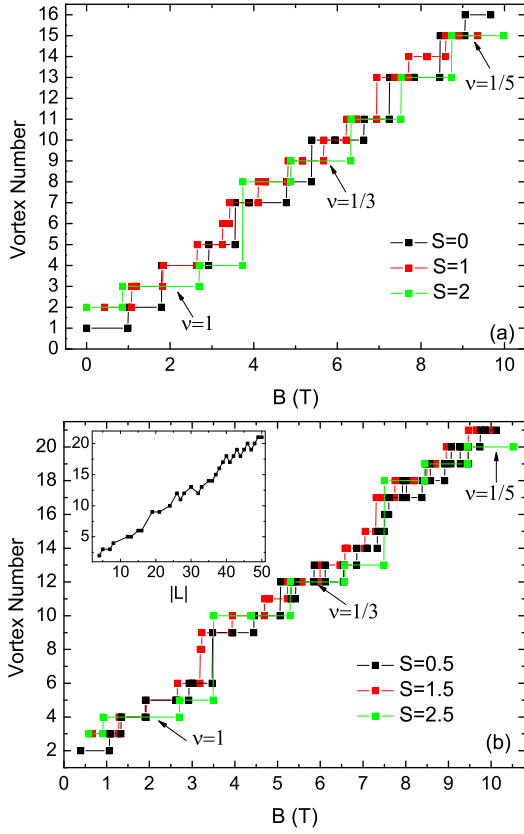 16
15
14
13
12
11
10
9
8
7
6
5
4
3
2
1
Vortex Number
ν=1/5
ν=1/3
ν=1
S=0
S=1
S=2
(a)
0 2 4 6 8 10
B (T)
20
18
16
14
12
10
8
6
4
2
Vortex Number
20
15
10
5
10 20 30 40 50
|L|
ν=1/5
ν=1/3
ν=1
S=0.5
S=1.5
S=2.5
(b)
0 1 2 3 4 5 6 7 8 9 10
B (T)